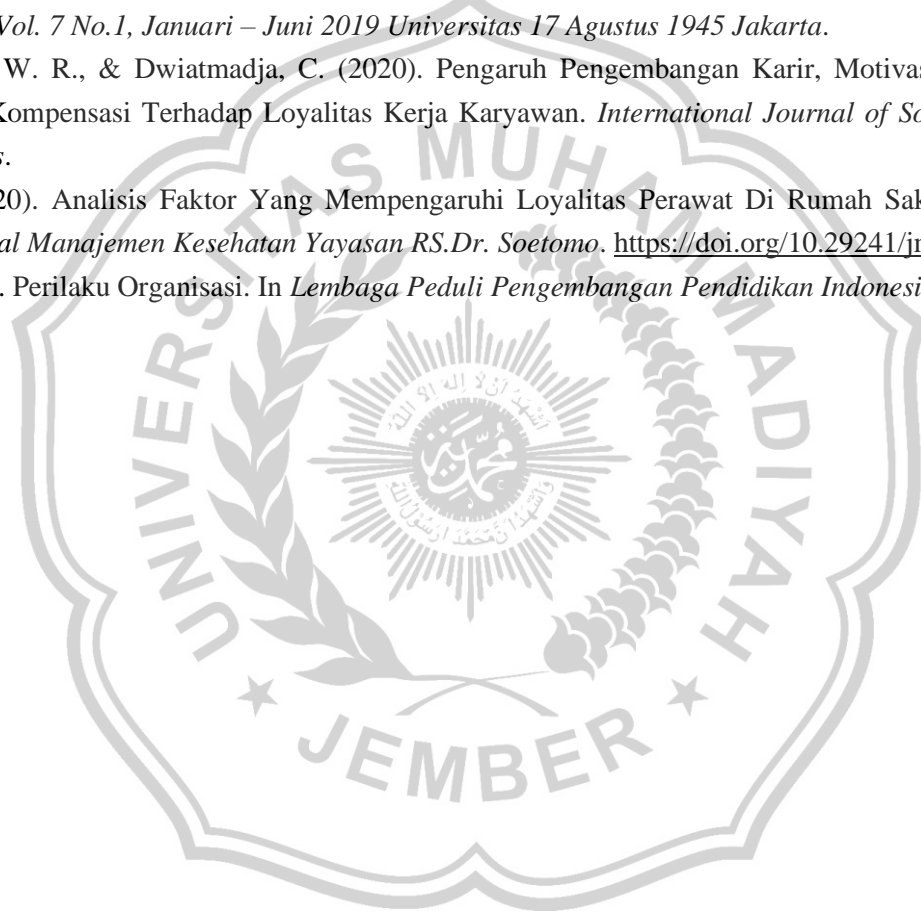 Vol. 7 No.1, Januari – Juni 2019 Universitas 17 Agustus 1945 Jakarta.
W. R., & Dwiatmadja, C. (2020). Pengaruh Pengembangan Karir, Motivas
Kompensasi Terhadap Loyalitas Kerja Karyawan. International Journal of So
s.
20). Analisis Faktor Yang Mempengaruhi Loyalitas Perawat Di Rumah Sak
al Manajemen Kesehatan Yayasan RS.Dr. Soetomo. https://doi.org/10.29241/jr
. Perilaku Organisasi. In Lembaga Peduli Pengembangan Pendidikan Indonesi
UNIVERSITAS MUHAMMADIYAH
JEMBER